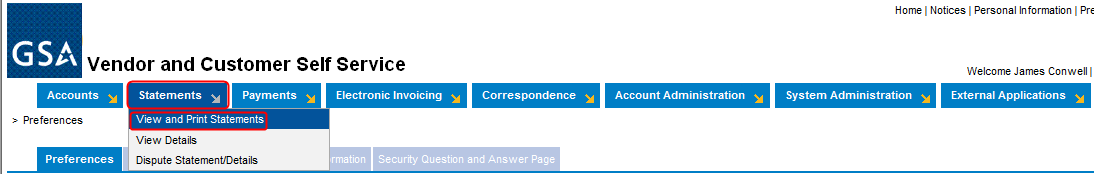 Home | Notices | Personal Information | Pre
GSA
Vendor and Customer Self Service
Welcome James Conwell |
Accounts Statements Payments Electronic Invoicing Correspondence Account Administration System Administration External Applications
> Preferences
View and Print Statements
View Details
Dispute Statement/Details
Preferences rmation Security Question and Answer Page